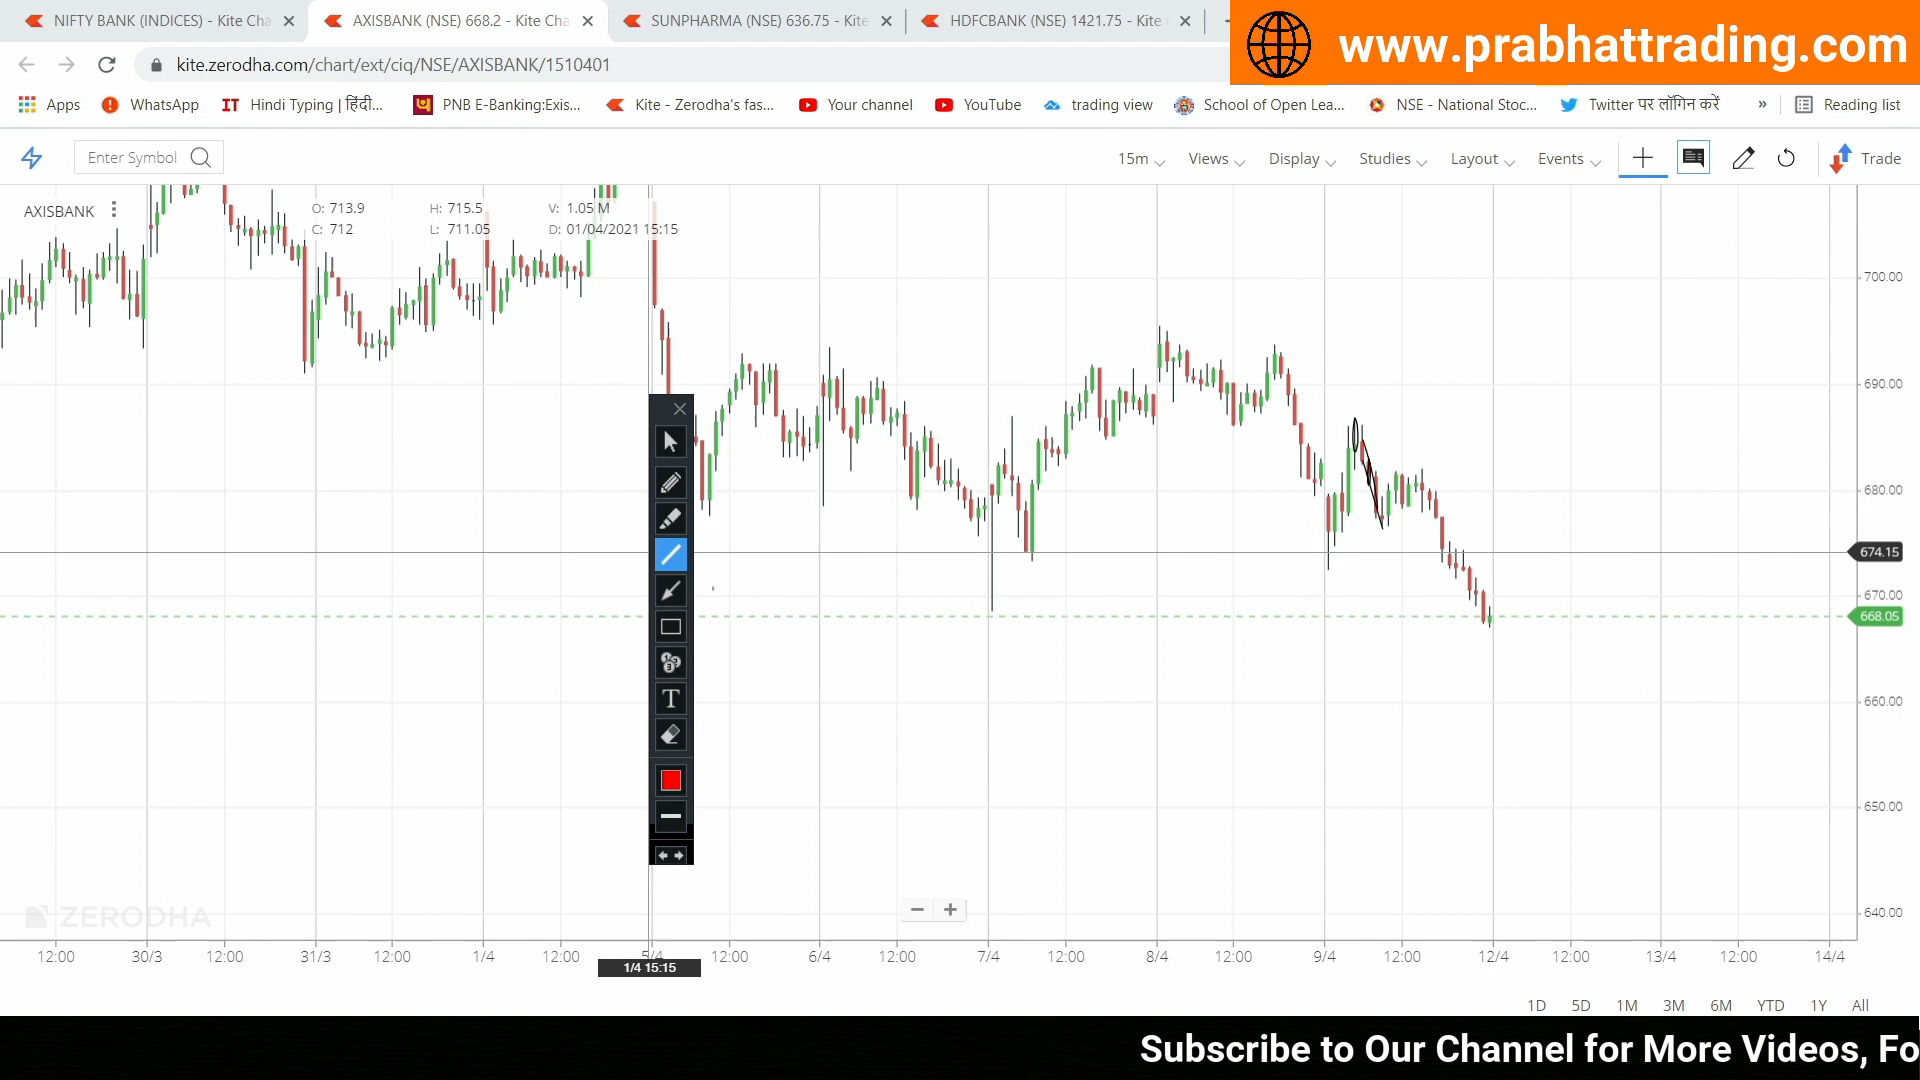 NIFTY BANK (INDICES) - Kite Cha
AXISBANK (NSE) 668.2 - Kite Cha
SUNPHARMA (NSE) 636.75 - Kite
HDFCBANK (NSE) 1421.75 - Kite
www.prabhattrading.com
kite.zerodha.com/chart/ext/ciq/NSE/AXISBANK/1510401
Apps
WhatsApp
IT Hindi Typing | हिंदी...
PNB E-Banking:Exis...
Kite - Zerodha's fas...
Your channel
YouTube
trading view
School of Open Lea...
NSE - National Stoc...
Twitter पर लॉगिन करें
»
Reading list
Enter Symbol
15m
Views
Display
Studies
Layout
Events
Trade
AXISBANK
O: 713.9 H: 715.5 V: 1.05 M
C: 712 L: 711.05 D: 01/04/2021 15:15
700.00
690.00
680.00
674.15
670.00
668.05
660.00
650.00
640.00
T
ZERODHA
12:00 30/3 12:00 31/3 12:00 1/4 12:00 5/4 12:00 6/4 12:00 7/4 12:00 8/4 12:00 9/4 12:00 12/4 12:00 13/4 12:00 14/4
1/4 15:15
1D 5D 1M 3M 6M YTD 1Y All
Subscribe to Our Channel for More Videos, Fo